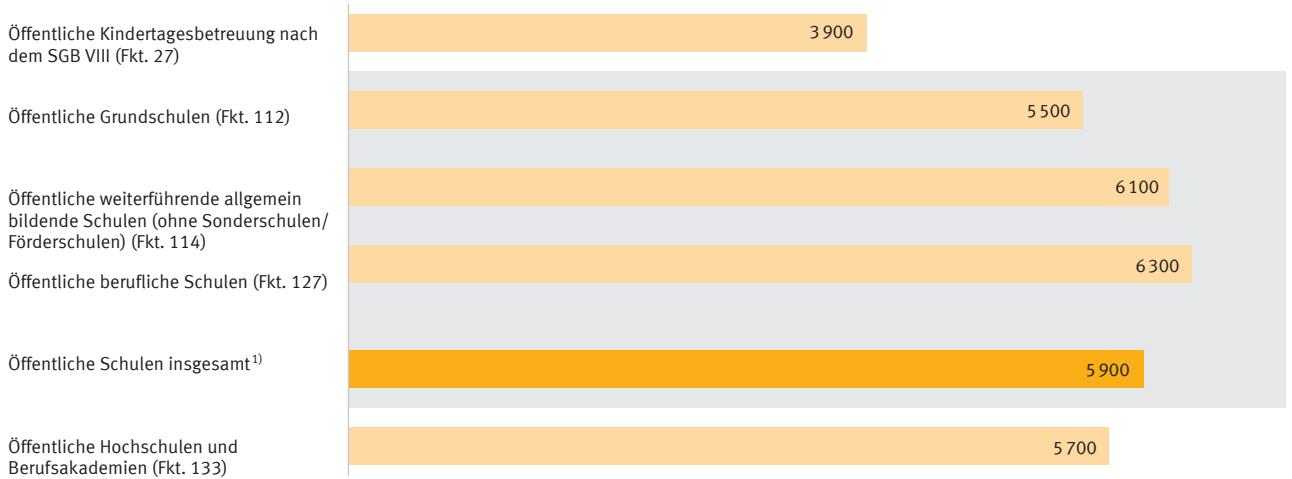 Öffentliche Kindertagesbetreuung nach
dem SGB VIII (Fkt. 27)
3 900
Öffentliche Grundschulen (Fkt. 112)
5 500
Öffentliche weiterführende allgemein
bildende Schulen (ohne Sonderschulen/
Förderschulen) (Fkt. 114)
6 100
Öffentliche berufliche Schulen (Fkt. 127)
6 300
Öffentliche Schulen insgesamt¹⁾
5 900
Öffentliche Hochschulen und
Berufsakademien (Fkt. 133)
5 700